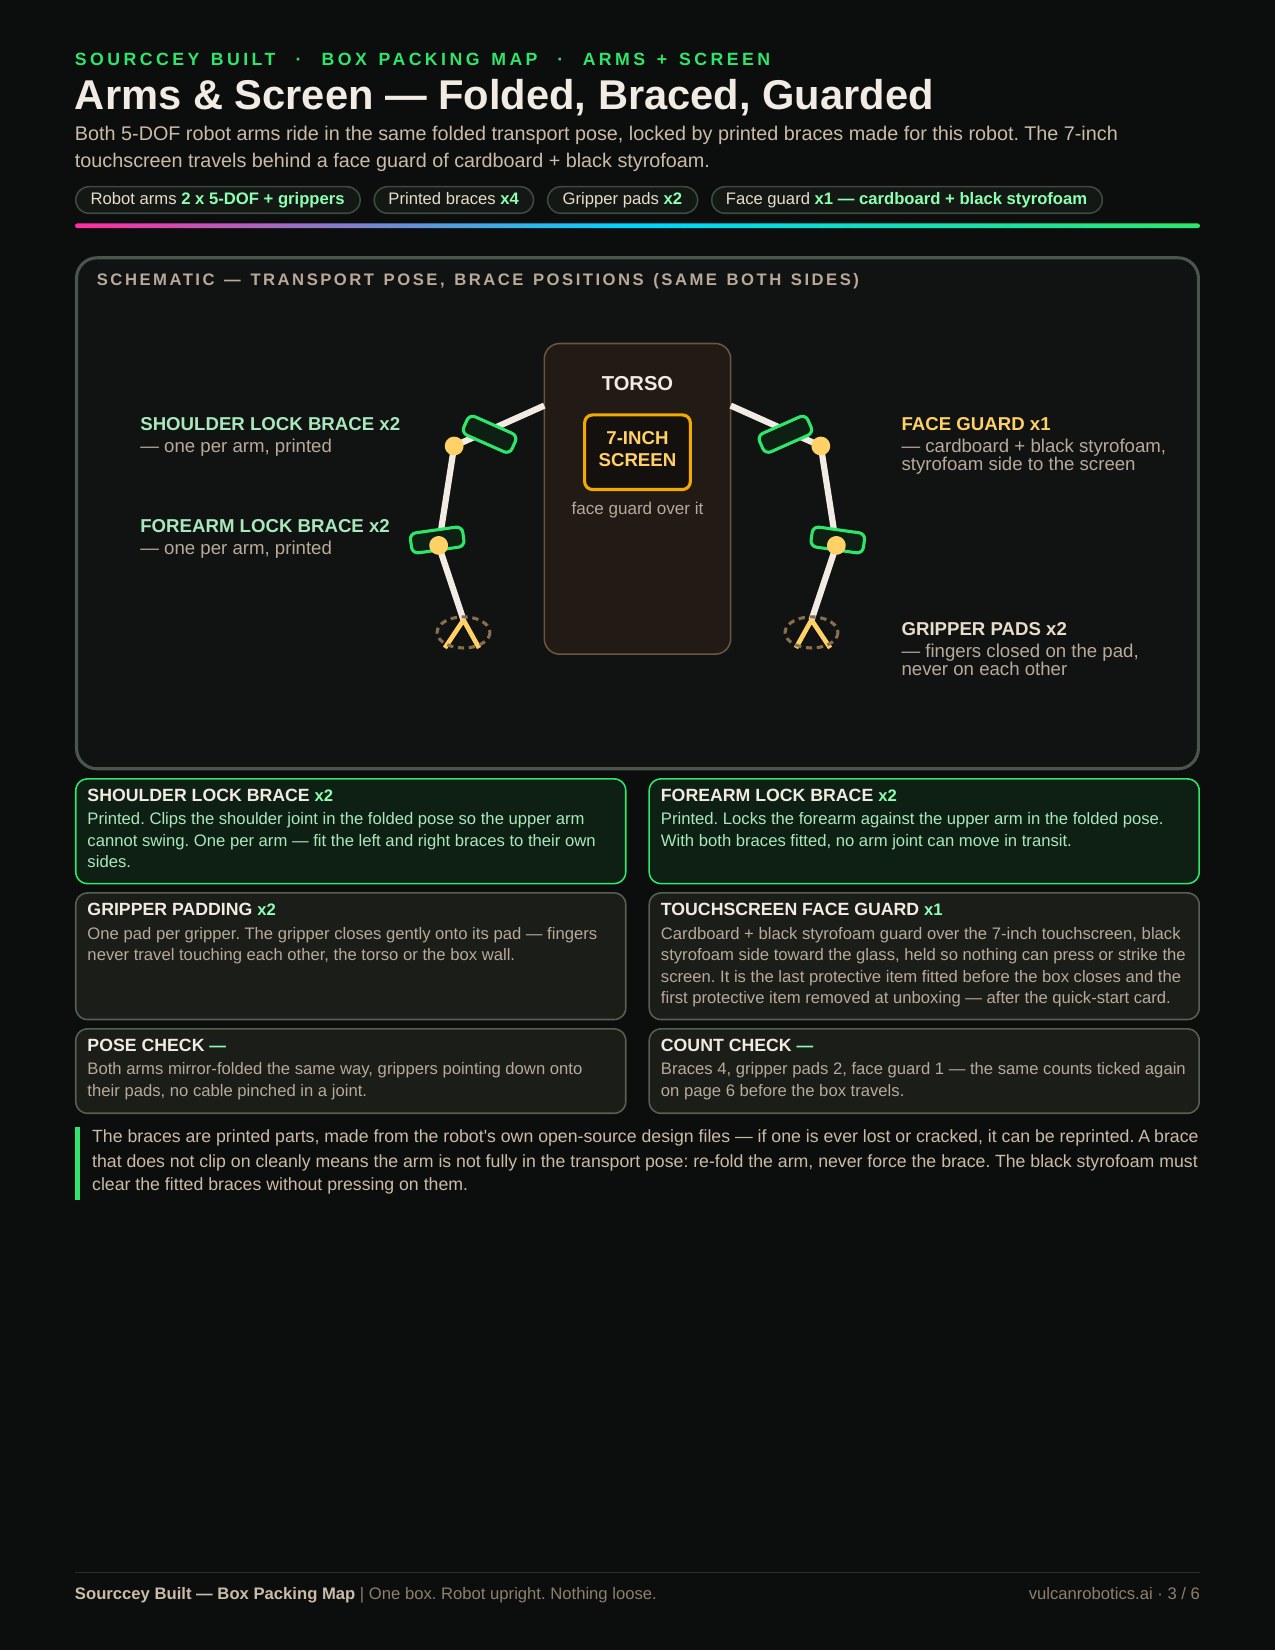 SOURCCEY BUILT · BOX PACKING MAP · ARMS + SCREEN
Arms & Screen — Folded, Braced, Guarded
Both 5-DOF robot arms ride in the same folded transport pose, locked by printed braces made for this robot. The 7-inch
touchscreen travels behind a face guard of cardboard + black styrofoam.
Robot arms 2 x 5-DOF + grippers
Printed braces x4
Gripper pads x2
Face guard x1 — cardboard + black styrofoam
SCHEMATIC — TRANSPORT POSE, BRACE POSITIONS (SAME BOTH SIDES)
TORSO
7-INCH
SCREEN
face guard over it
SHOULDER LOCK BRACE x2
— one per arm, printed
FOREARM LOCK BRACE x2
— one per arm, printed
FACE GUARD x1
— cardboard + black styrofoam,
styrofoam side to the screen
GRIPPER PADS x2
— fingers closed on the pad,
never on each other
SHOULDER LOCK BRACE x2
Printed. Clips the shoulder joint in the folded pose so the upper arm
cannot swing. One per arm — fit the left and right braces to their own
sides.
FOREARM LOCK BRACE x2
Printed. Locks the forearm against the upper arm in the folded pose.
With both braces fitted, no arm joint can move in transit.
GRIPPER PADDING x2
One pad per gripper. The gripper closes gently onto its pad — fingers
never travel touching each other, the torso or the box wall.
TOUCHSCREEN FACE GUARD x1
Cardboard + black styrofoam guard over the 7-inch touchscreen, black
styrofoam side toward the glass, held so nothing can press or strike the
screen. It is the last protective item fitted before the box closes and the
first protective item removed at unboxing — after the quick-start card.
POSE CHECK —
Both arms mirror-folded the same way, grippers pointing down onto
their pads, no cable pinched in a joint.
COUNT CHECK —
Braces 4, gripper pads 2, face guard 1 — the same counts ticked again
on page 6 before the box travels.
The braces are printed parts, made from the robot's own open-source design files — if one is ever lost or cracked, it can be reprinted. A brace
that does not clip on cleanly means the arm is not fully in the transport pose: re-fold the arm, never force the brace. The black styrofoam must
clear the fitted braces without pressing on them.
Sourccey Built — Box Packing Map | One box. Robot upright. Nothing loose.
vulcanrobotics.ai · 3 / 6